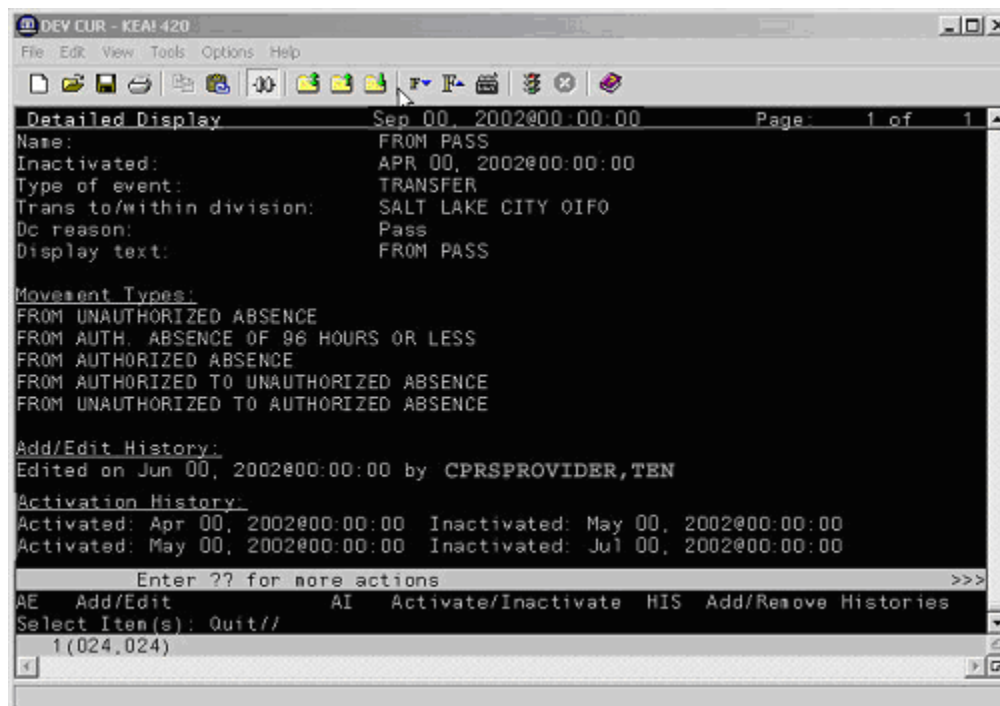 DEV CUR - KEA! 420
File Edit View Tools Options Help
Detailed Display Sep 00, 2002@00:00:00 Page: 1 of 1
Name: FROM PASS
Inactivated: APR 00, 2002@00:00:00
Type of event: TRANSFER
Trans to/within division: SALT LAKE CITY OIFO
Dc reason: Pass
Display text: FROM PASS
Movement Types:
FROM UNAUTHORIZED ABSENCE
FROM AUTH. ABSENCE OF 96 HOURS OR LESS
FROM AUTHORIZED ABSENCE
FROM AUTHORIZED TO UNAUTHORIZED ABSENCE
FROM UNAUTHORIZED TO AUTHORIZED ABSENCE
Add/Edit History:
Edited on Jun 00, 2002@00:00:00 by CPRSPROVIDER,TEN
Activation History:
Activated: Apr 00, 2002@00:00:00 Inactivated: May 00, 2002@00:00:00
Activated: May 00, 2002@00:00:00 Inactivated: Jul 00, 2002@00:00:00
Enter ?? for more actions >>>
AE Add/Edit AI Activate/Inactivate HIS Add/Remove Histories
Select Item(s): Quit//
1(024,024)